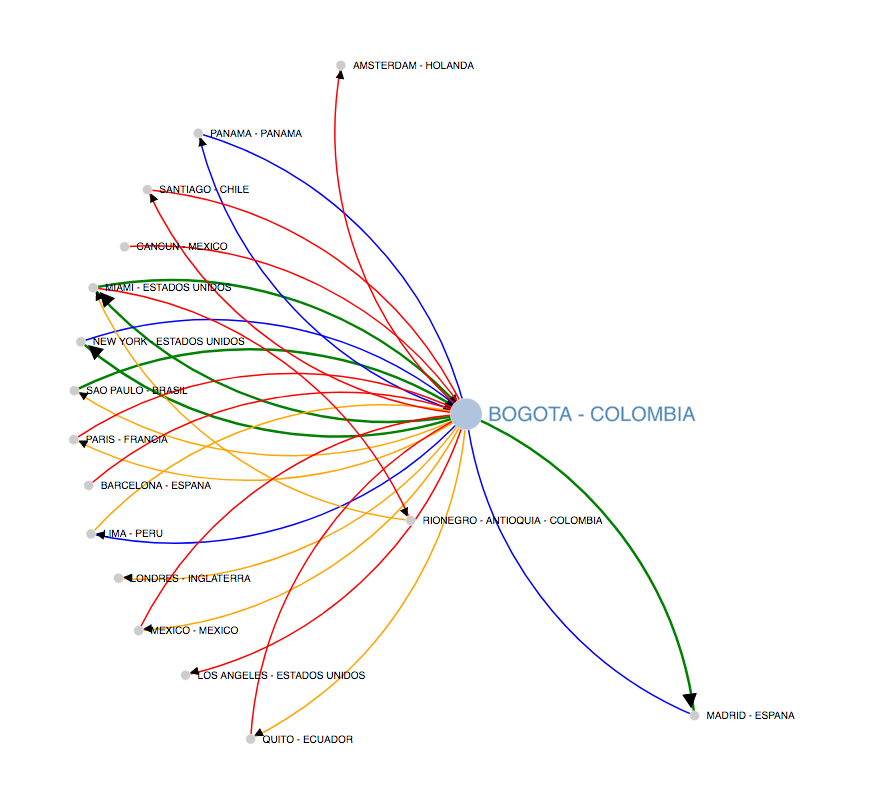 AMSTERDAM - HOLANDA
PANAMA - PANAMA
SANTIAGO - CHILE
CANCUN - MEXICO
MIAMI - ESTADOS UNIDOS
NEW YORK - ESTADOS UNIDOS
SAO PAULO - BRASIL
BOGOTA - COLOMBIA
PARIS - FRANCIA
BARCELONA - ESPANA
RIONEGRO - ANTIOQUIA - COLOMBIA
LIMA - PERU
LONDRES - INGLATERRA
MEXICO - MEXICO
LOS ANGELES - ESTADOS UNIDOS
MADRID - ESPANA
QUITO - ECUADOR